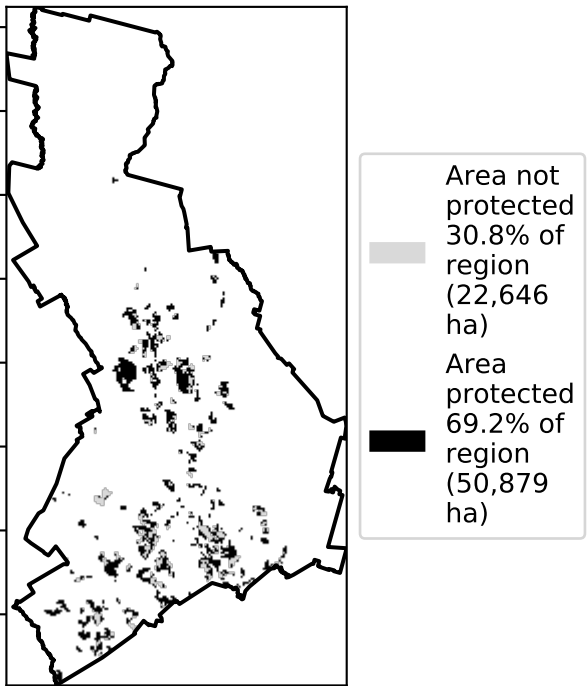 Area not
protected
30.8% of
region
(22,646
ha)
Area
protected
69.2% of
region
(50,879
ha)